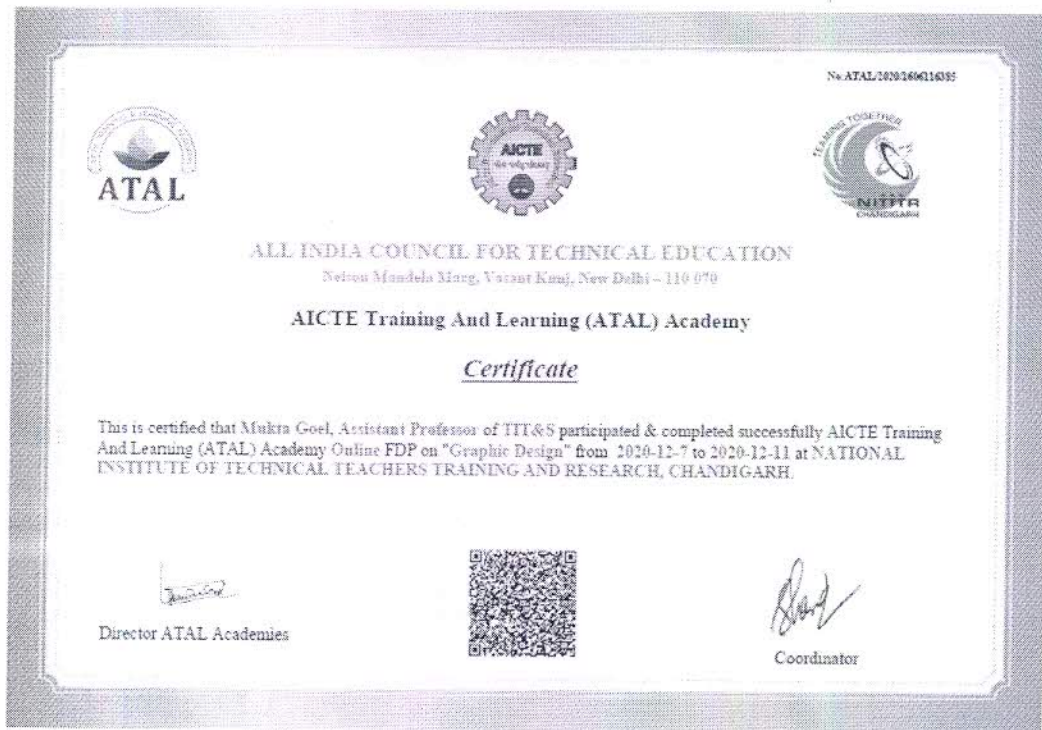 No:ATAL/2020/1606116385
ATAL
AICTE
TEAMING TOGETHER
NITTTR
CHANDIGARH
ALL INDIA COUNCIL FOR TECHNICAL EDUCATION
Nelson Mandela Marg, Vasant Kunj, New Delhi – 110 070
AICTE Training And Learning (ATAL) Academy
Certificate
This is certified that Mukta Goel, Assistant Professor of TIT&S participated & completed successfully AICTE Training
And Learning (ATAL) Academy Online FDP on "Graphic Design" from 2020-12-7 to 2020-12-11 at NATIONAL
INSTITUTE OF TECHNICAL TEACHERS TRAINING AND RESEARCH, CHANDIGARH.
Director ATAL Academies
Coordinator